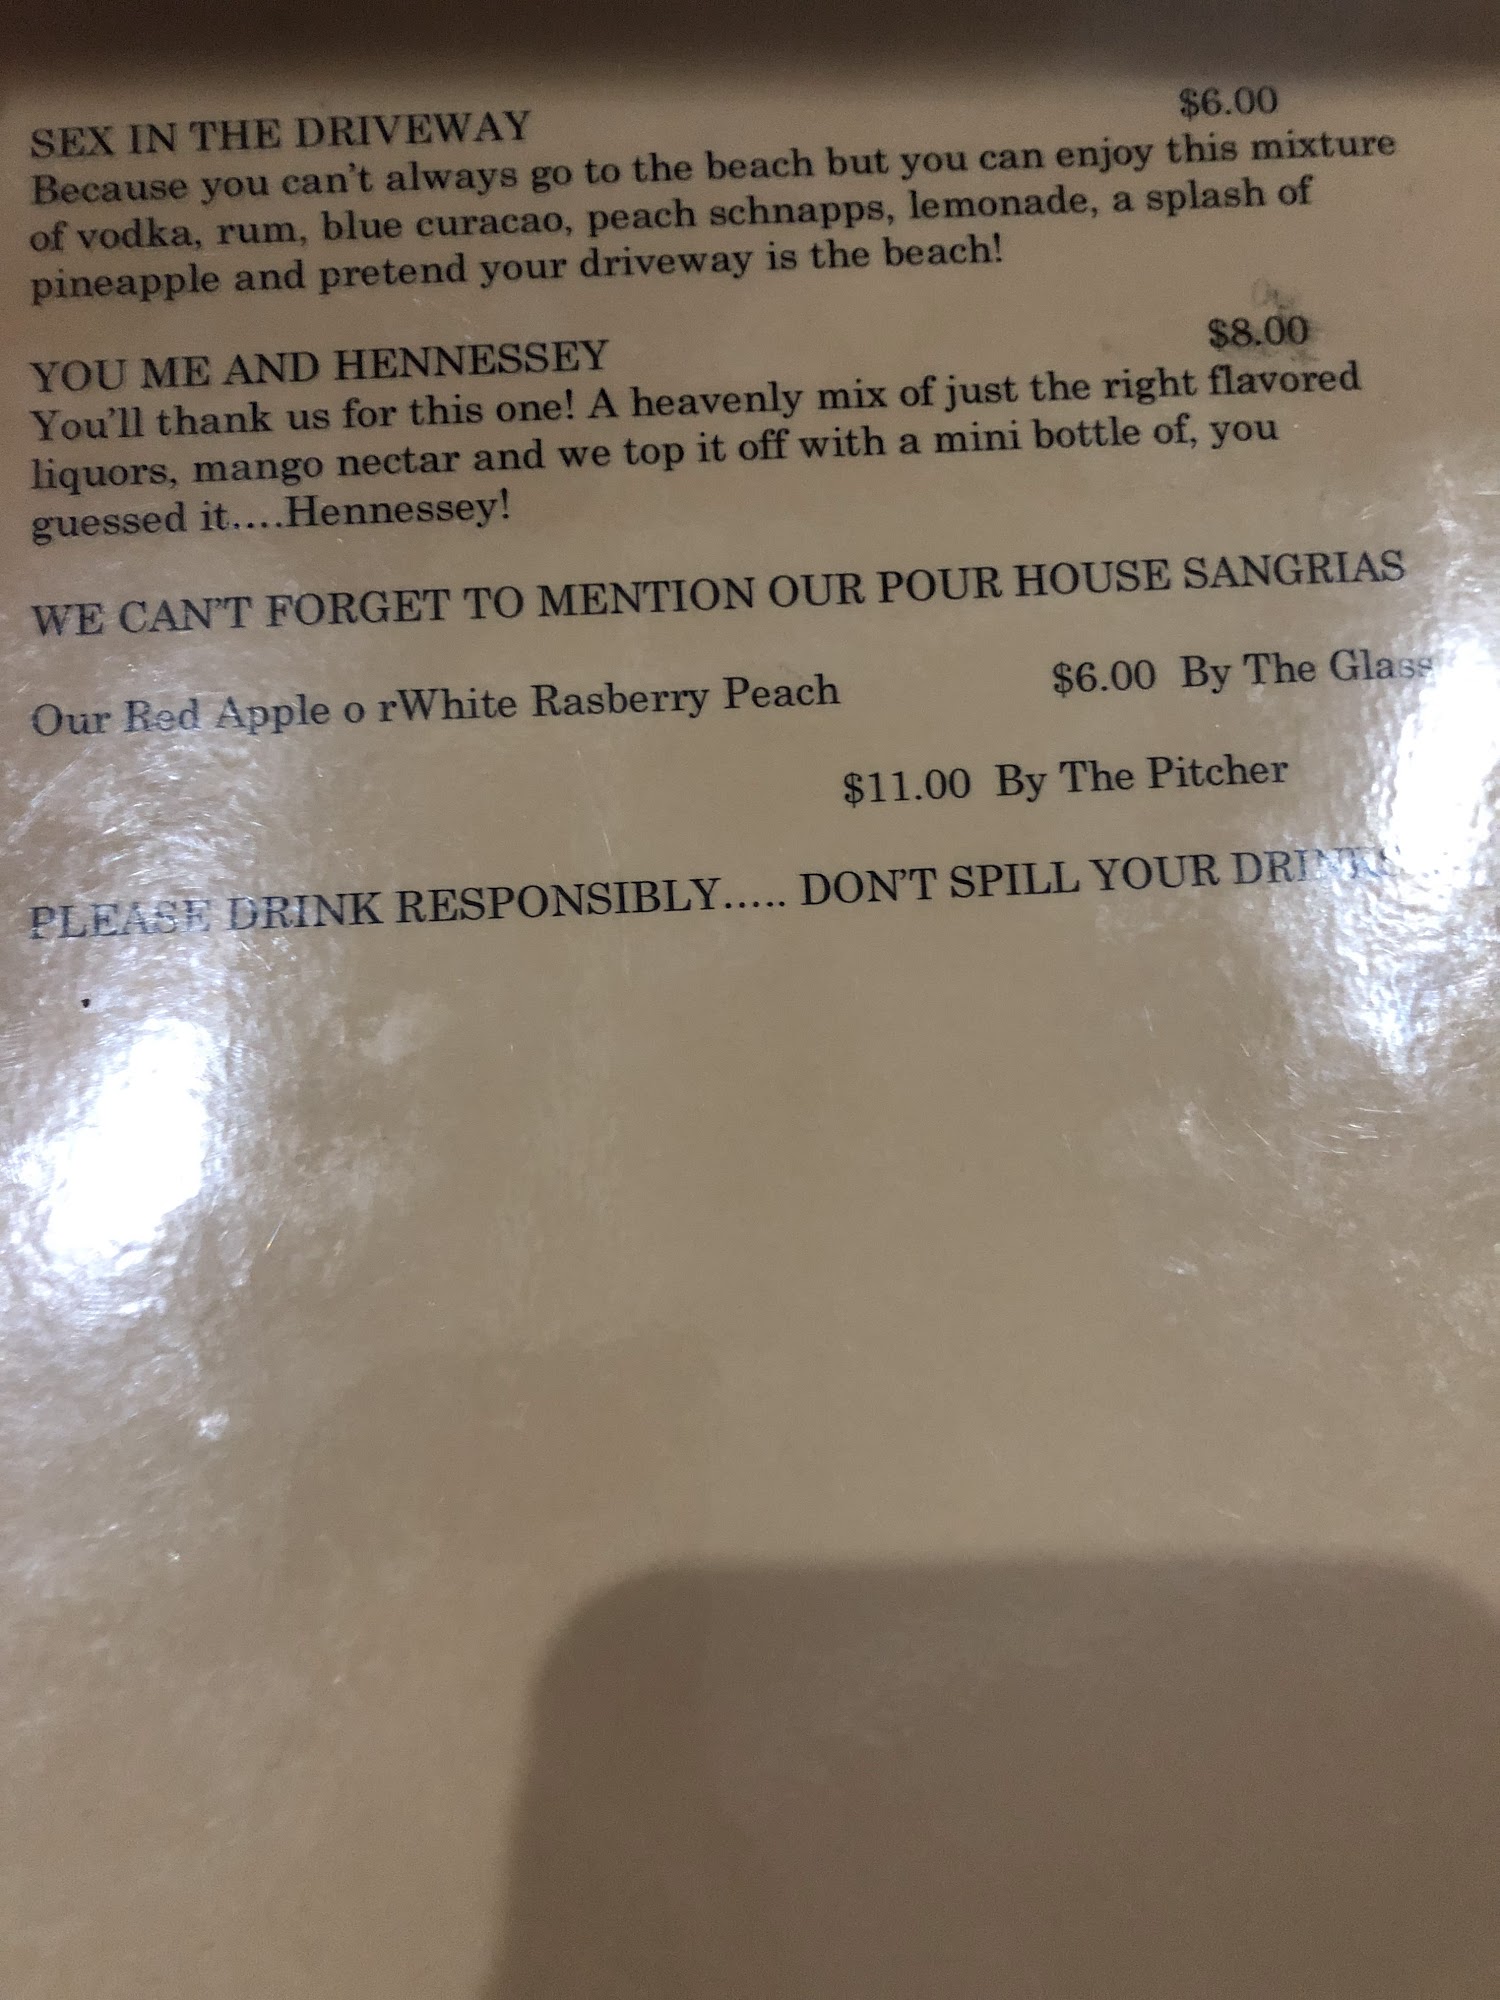 SEX IN THE DRIVEWAY $6.00
Because you can't always go to the beach but you can enjoy this mixture
of vodka, rum, blue curacao, peach schnapps, lemonade, a splash of
pineapple and pretend your driveway is the beach!
YOU ME AND HENNESSEY $8.00
You'll thank us for this one! A heavenly mix of just the right flavored
liquors, mango nectar and we top it off with a mini bottle of, you
guessed it....Hennessey!
WE CAN'T FORGET TO MENTION OUR POUR HOUSE SANGRIAS
Our Red Apple o rWhite Rasberry Peach $6.00 By The Glass
$11.00 By The Pitcher
PLEASE DRINK RESPONSIBLY..... DON'T SPILL YOUR DRINKS